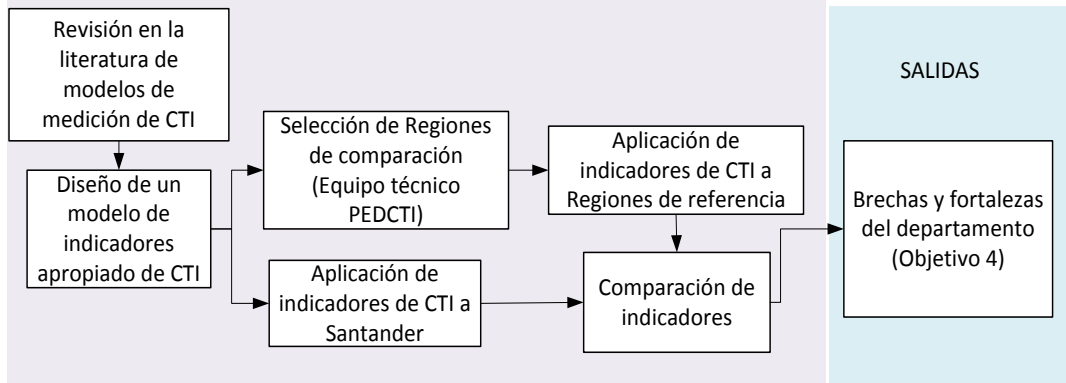 Revisión en la
literatura de
modelos de
medición de CTI
Diseño de un
modelo de
indicadores
apropiado de CTI
Selección de Regiones
de comparación
(Equipo técnico
PEDCTI)
Aplicación de
indicadores de CTI a
Regiones de referencia
Aplicación de
indicadores de CTI a
Santander
Comparación de
indicadores
SALIDAS
Brechas y fortalezas
del departamento
(Objetivo 4)